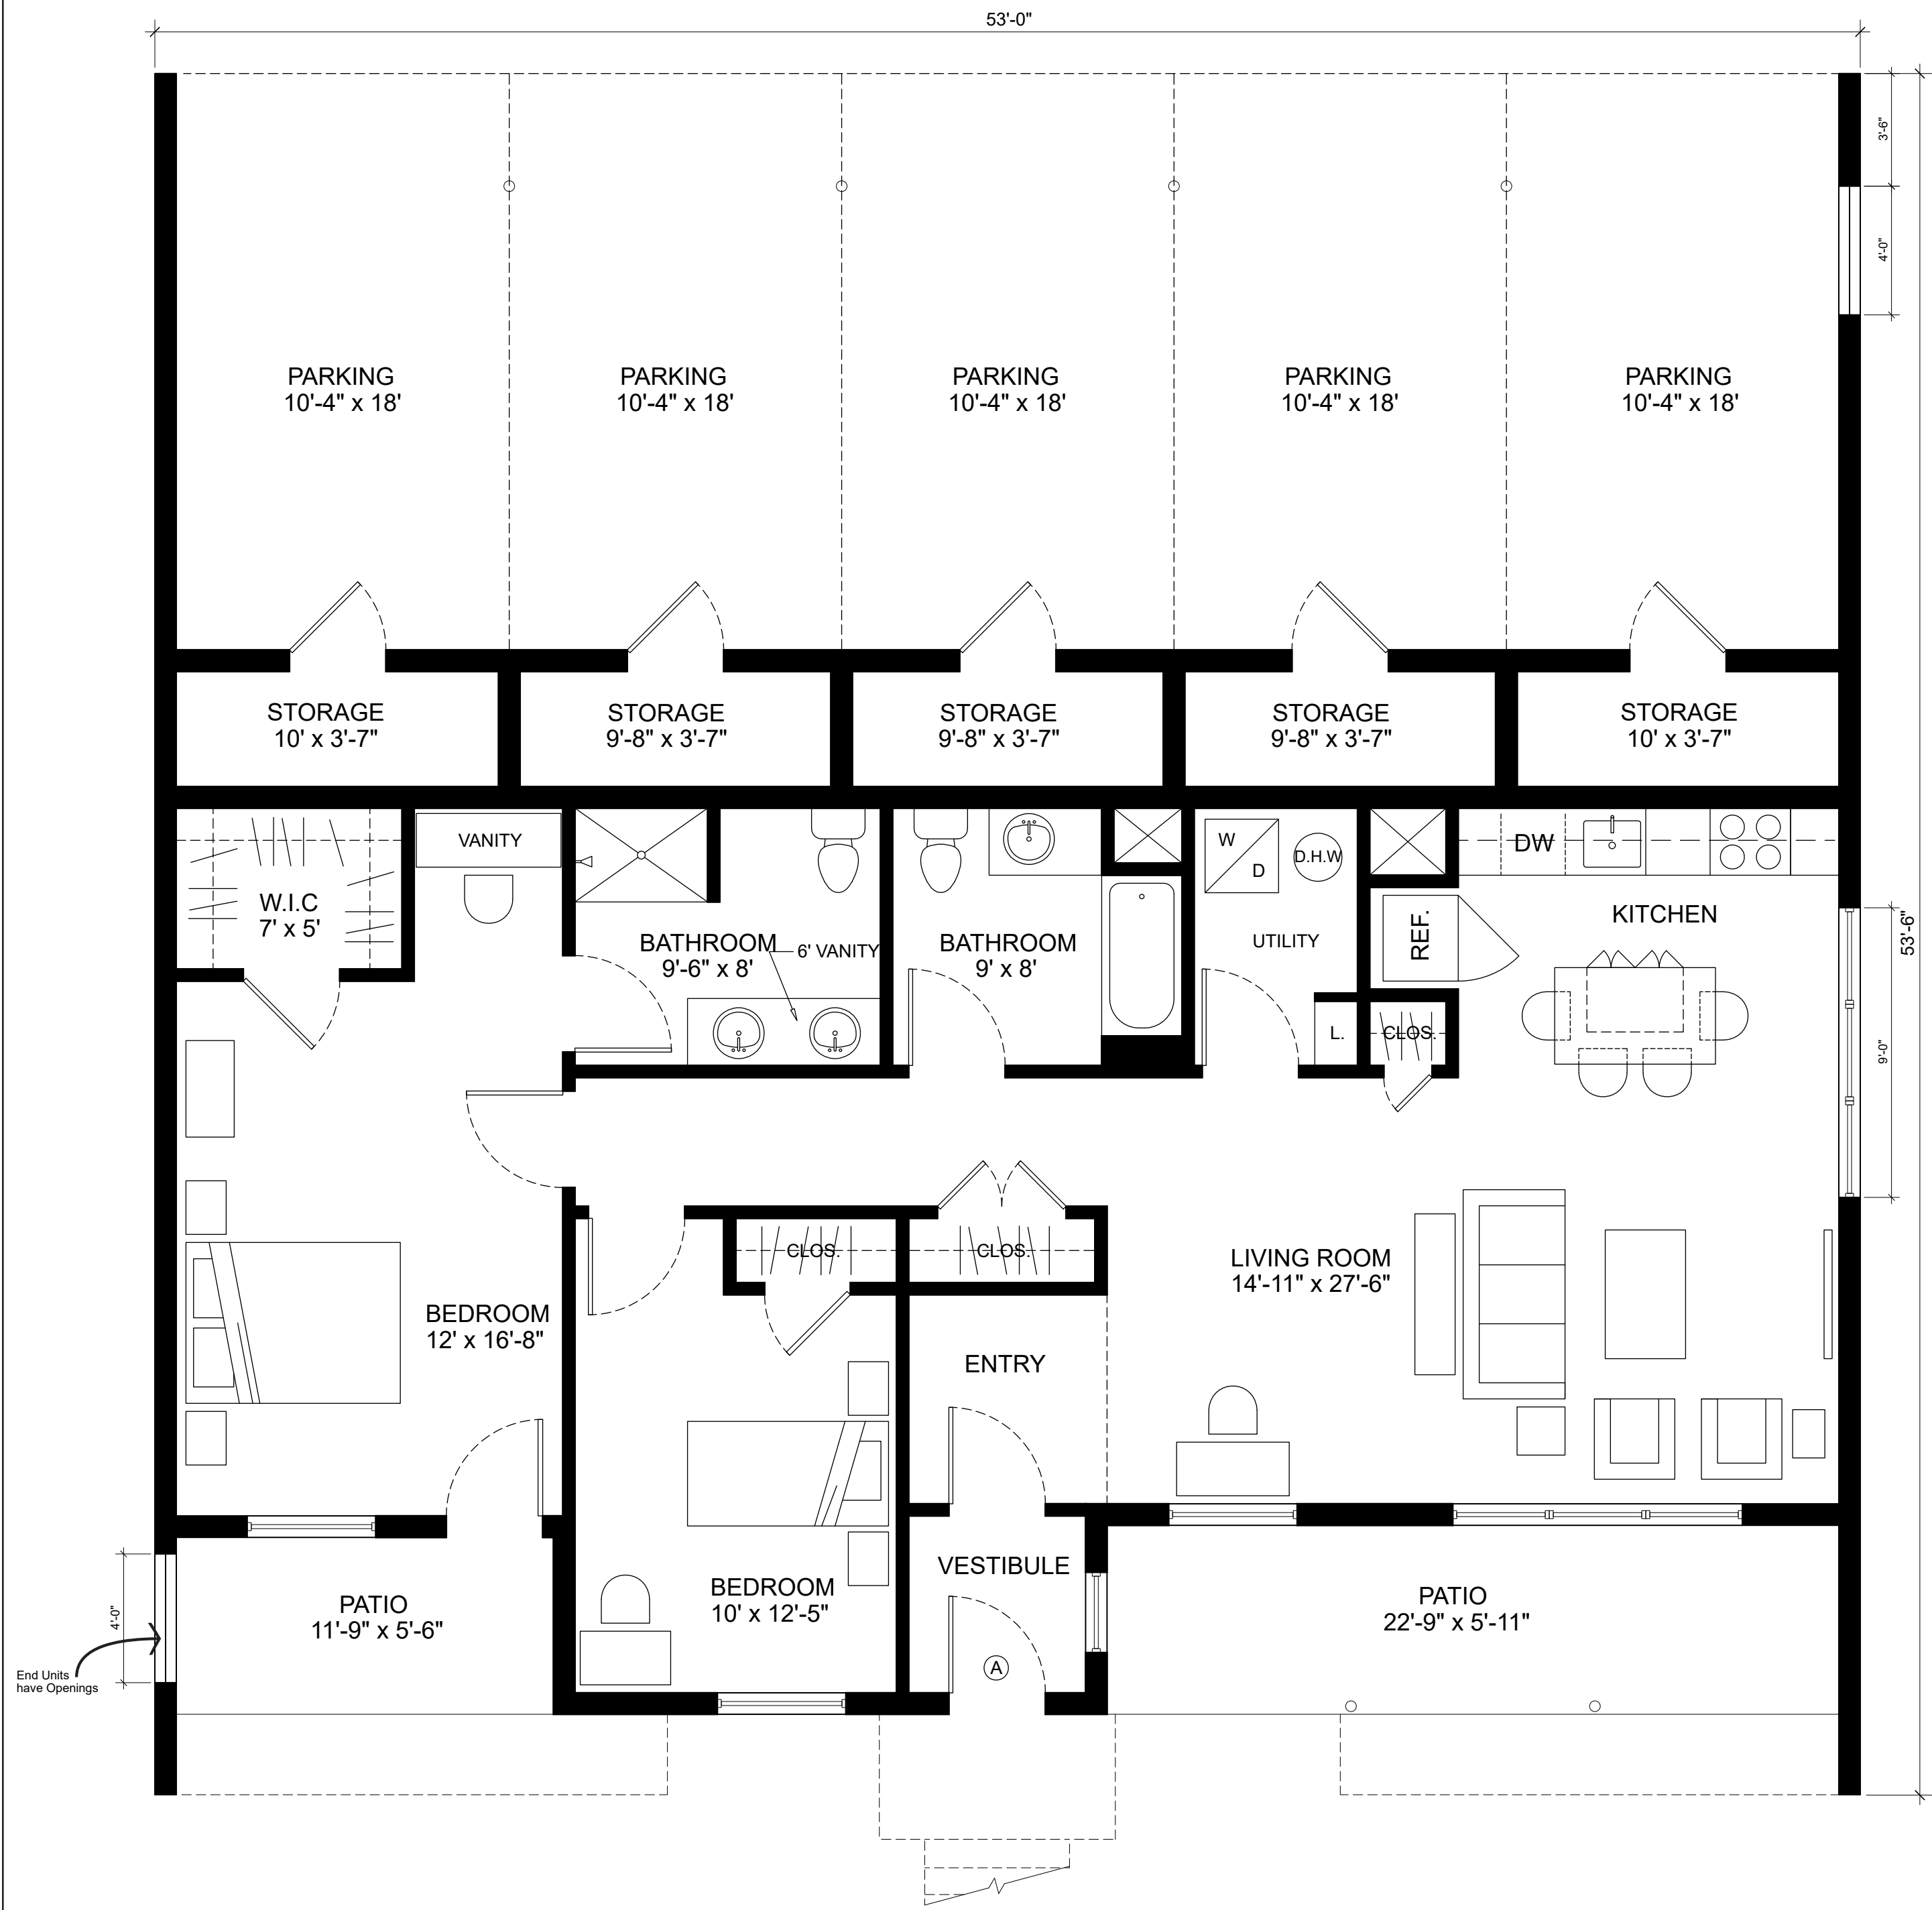 53'-0"
3'-6"
4'-0"
PARKING
10'-4" x 18'
PARKING
10'-4" x 18'
PARKING
10'-4" x 18'
PARKING
10'-4" x 18'
PARKING
10'-4" x 18'
STORAGE
10' x 3'-7"
STORAGE
9'-8" x 3'-7"
STORAGE
9'-8" x 3'-7"
STORAGE
9'-8" x 3'-7"
STORAGE
10' x 3'-7"
VANITY
W
D
D.H.W
DW
W.I.C
7' x 5'
BATHROOM
9'-6" x 8'
6' VANITY
BATHROOM
9' x 8'
UTILITY
REF.
KITCHEN
53'-6"
L.
CLOS.
9'-0"
CLOS.
CLOS.
LIVING ROOM
14'-11" x 27'-6"
BEDROOM
12' x 16'-8"
ENTRY
VESTIBULE
BEDROOM
10' x 12'-5"
PATIO
11'-9" x 5'-6"
PATIO
22'-9" x 5'-11"
4'-0"
A
End Units
have Openings